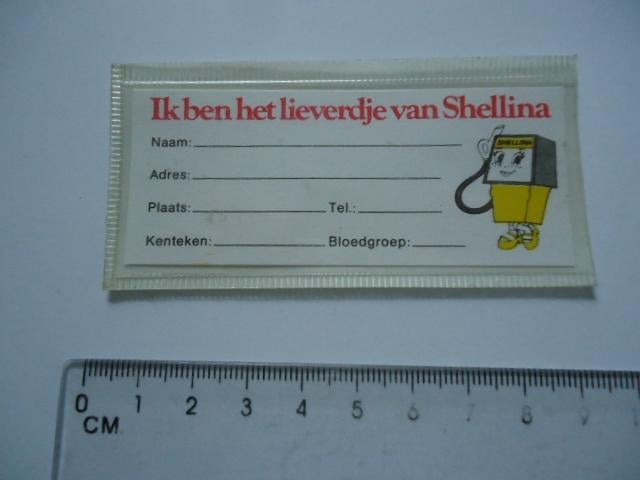 Ik ben het lieverdje van Shellina
Naam:
SHELLINA
Adres:
Plaats: Tel.:
Kenteken: Bloedgroep:
0 1 2 3 4 5 6 7 8 9 1
CM